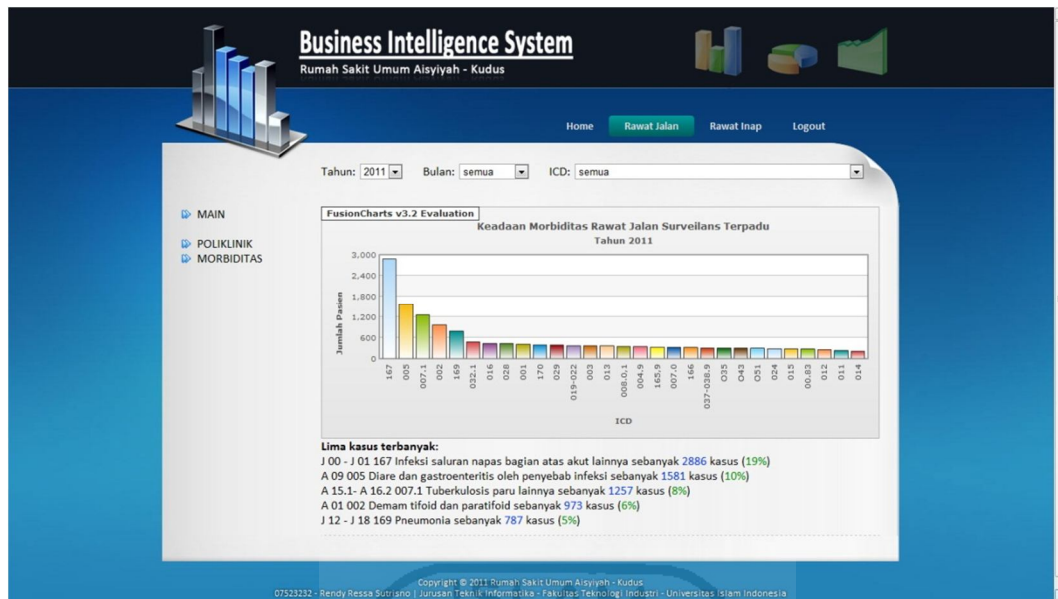 Business Intelligence System
Rumah Sakit Umum Aisyiyah - Kudus
Home Rawat Jalan Rawat Inap Logout
Tahun: 2011 Bulan: semua ICD: semua
MAIN
POLIKLINIK
MORBIDITAS
FusionCharts v3.2 Evaluation
Keadaan Morbiditas Rawat Jalan Surveilans Terpadu
Tahun 2011
Jumlah Pasien
3,000
2,400
1,800
1,200
600
0
167 005 007.1 002 169 032.1 016 028 001 170 029 019-022 003 013 008.0.1 004.9 165.9 007.0 166 037-038.9 O35 O43 O51 024 015 00.83 012 011 014
ICD
Lima kasus terbanyak:
J 00 - J 01 167 Infeksi saluran napas bagian atas akut lainnya sebanyak 2886 kasus (19%)
A 09 005 Diare dan gastroenteritis oleh penyebab infeksi sebanyak 1581 kasus (10%)
A 15.1- A 16.2 007.1 Tuberkulosis paru lainnya sebanyak 1257 kasus (8%)
A 01 002 Demam tifoid dan paratifoid sebanyak 973 kasus (6%)
J 12 - J 18 169 Pneumonia sebanyak 787 kasus (5%)
Copyright © 2011 Rumah Sakit Umum Aisyiyah - Kudus
07523232 - Rendy Ressa Sutrisno | Jurusan Teknik Informatika - Fakultas Teknologi Industri - Universitas Islam Indonesia